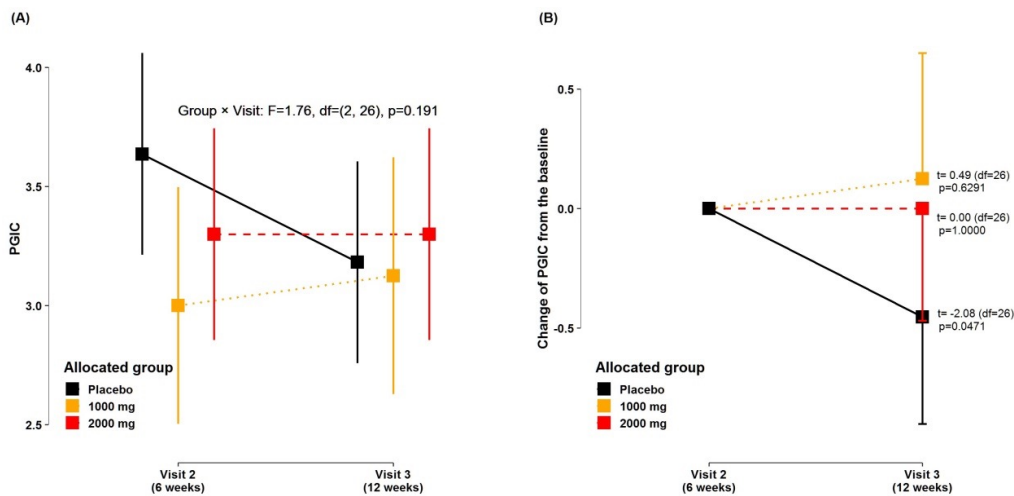 (A)
PGIC
4.0
3.5
3.0
2.5
Group × Visit: F=1.76, df=(2, 26), p=0.191
Allocated group
Placebo
1000 mg
2000 mg
Visit 2
(6 weeks)
Visit 3
(12 weeks)
(B)
Change of PGIC from the baseline
0.5
0.0
-0.5
t= 0.49 (df=26)
p=0.6291
t= 0.00 (df=26)
p=1.0000
t= -2.08 (df=26)
p=0.0471
Allocated group
Placebo
1000 mg
2000 mg
Visit 2
(6 weeks)
Visit 3
(12 weeks)